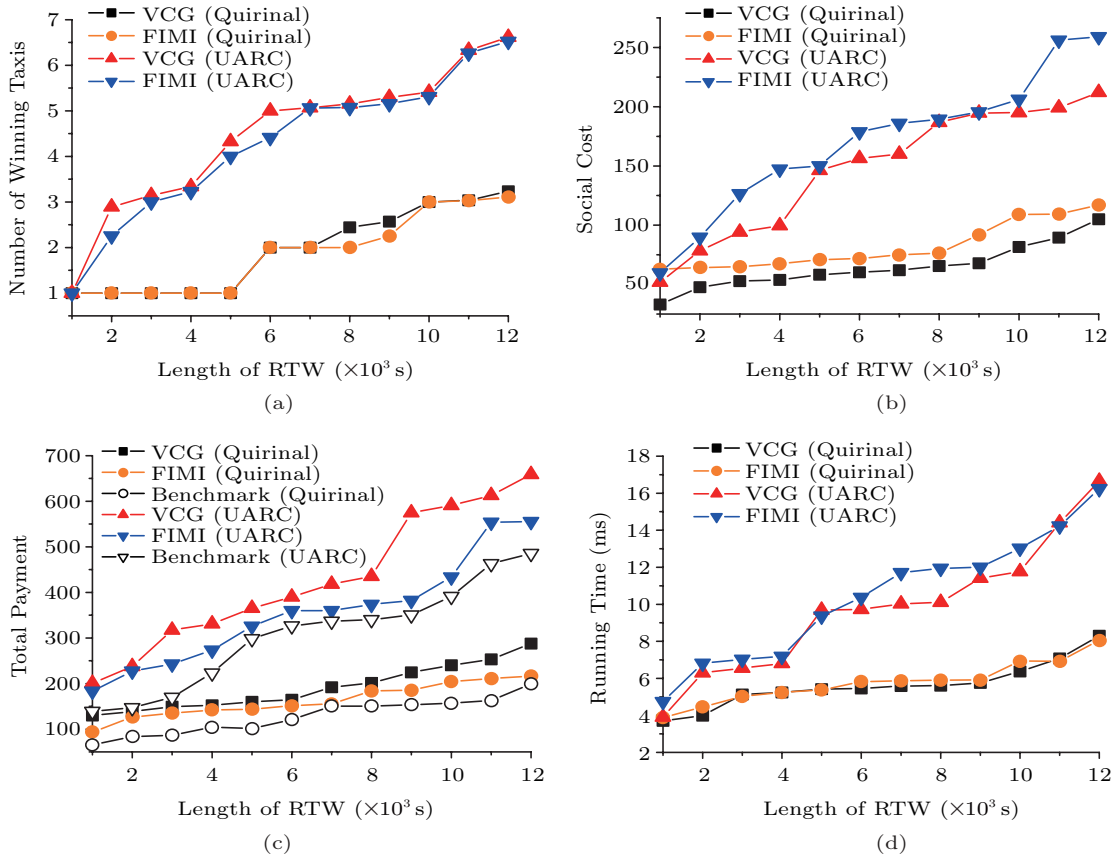 VCG (Quirinal)
FIMI (Quirinal)
VCG (UARC)
FIMI (UARC)
7
6
5
4
3
2
1
Number of Winning Taxis
2 4 6 8 10 12
Length of RTW (×10³ s)
(a)
VCG (Quirinal)
FIMI (Quirinal)
VCG (UARC)
FIMI (UARC)
250
200
150
100
50
Social Cost
2 4 6 8 10 12
Length of RTW (×10³ s)
(b)
VCG (Quirinal)
FIMI (Quirinal)
Benchmark (Quirinal)
VCG (UARC)
FIMI (UARC)
Benchmark (UARC)
700
600
500
400
300
200
100
Total Payment
2 4 6 8 10 12
Length of RTW (×10³ s)
(c)
VCG (Quirinal)
FIMI (Quirinal)
VCG (UARC)
FIMI (UARC)
18
16
14
12
10
8
6
4
2
Running Time (ms)
2 4 6 8 10 12
Length of RTW (×10³ s)
(d)